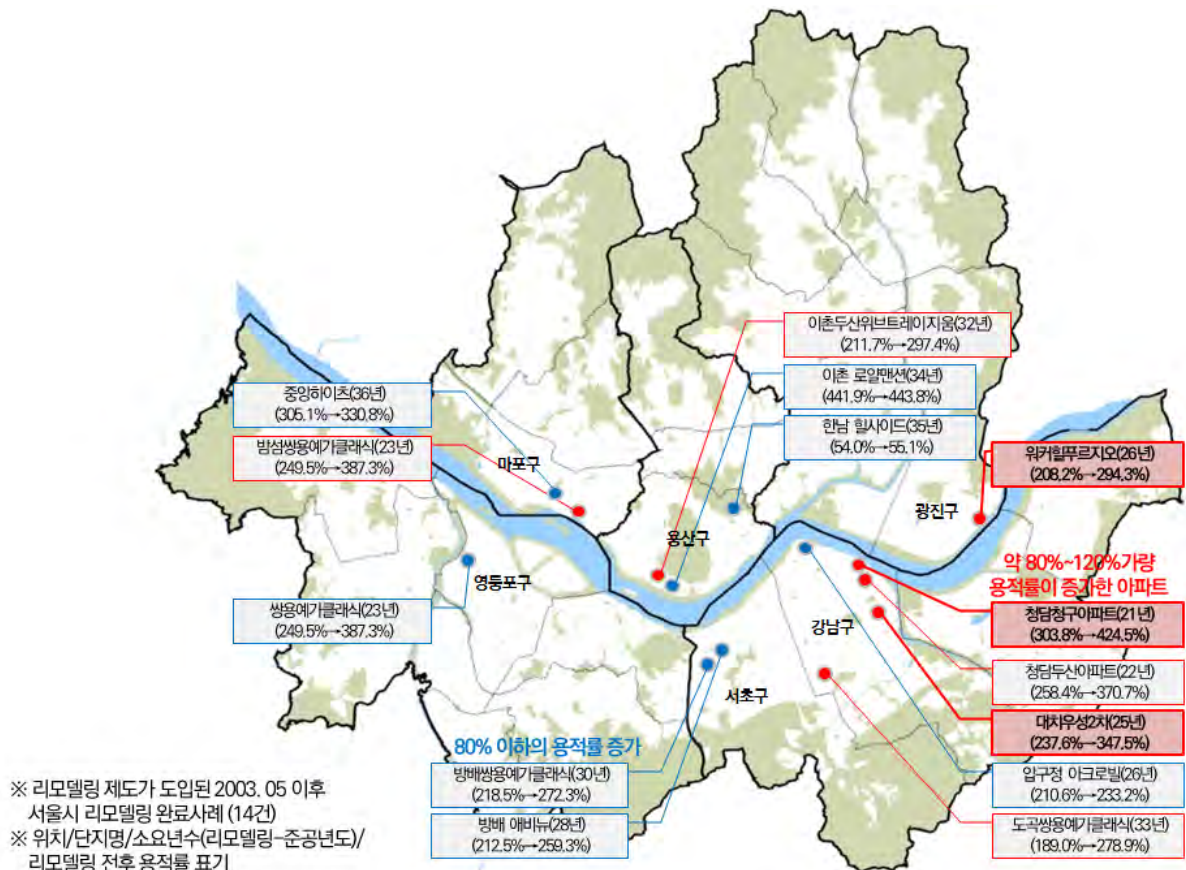 이촌두산위브트레이지움(32년)
(211.7%→297.4%)
이촌 로얄맨션(34년)
(441.9%→443.8%)
한남 힐사이드(35년)
(54.0%→55.1%)
중앙하이츠(36년)
(305.1%→330.8%)
밤섬쌍용예가클래식(23년)
(249.5%→387.3%)
마포구
워커힐푸르지오(26년)
(208.2%→294.3%)
광진구
용산구
영등포구
쌍용예가클래식(23년)
(249.5%→387.3%)
약 80%~120%가량
용적률이 증가한 아파트
청담청구아파트(21년)
(303.8%→424.5%)
강남구
청담두산아파트(22년)
(258.4%→370.7%)
서초구
대치우성2차(25년)
(237.6%→347.5%)
80% 이하의 용적률 증가
방배쌍용예가클래식(30년)
(218.5%→272.3%)
압구정 아크로빌(26년)
(210.6%→233.2%)
방배 애비뉴(28년)
(212.5%→259.3%)
도곡쌍용예가클래식(33년)
(189.0%→278.9%)
※ 리모델링 제도가 도입된 2003. 05 이후
서울시 리모델링 완료사례 (14건)
※ 위치/단지명/소요년수(리모델링-준공년도)/
리모델링 전후 용적률 표기